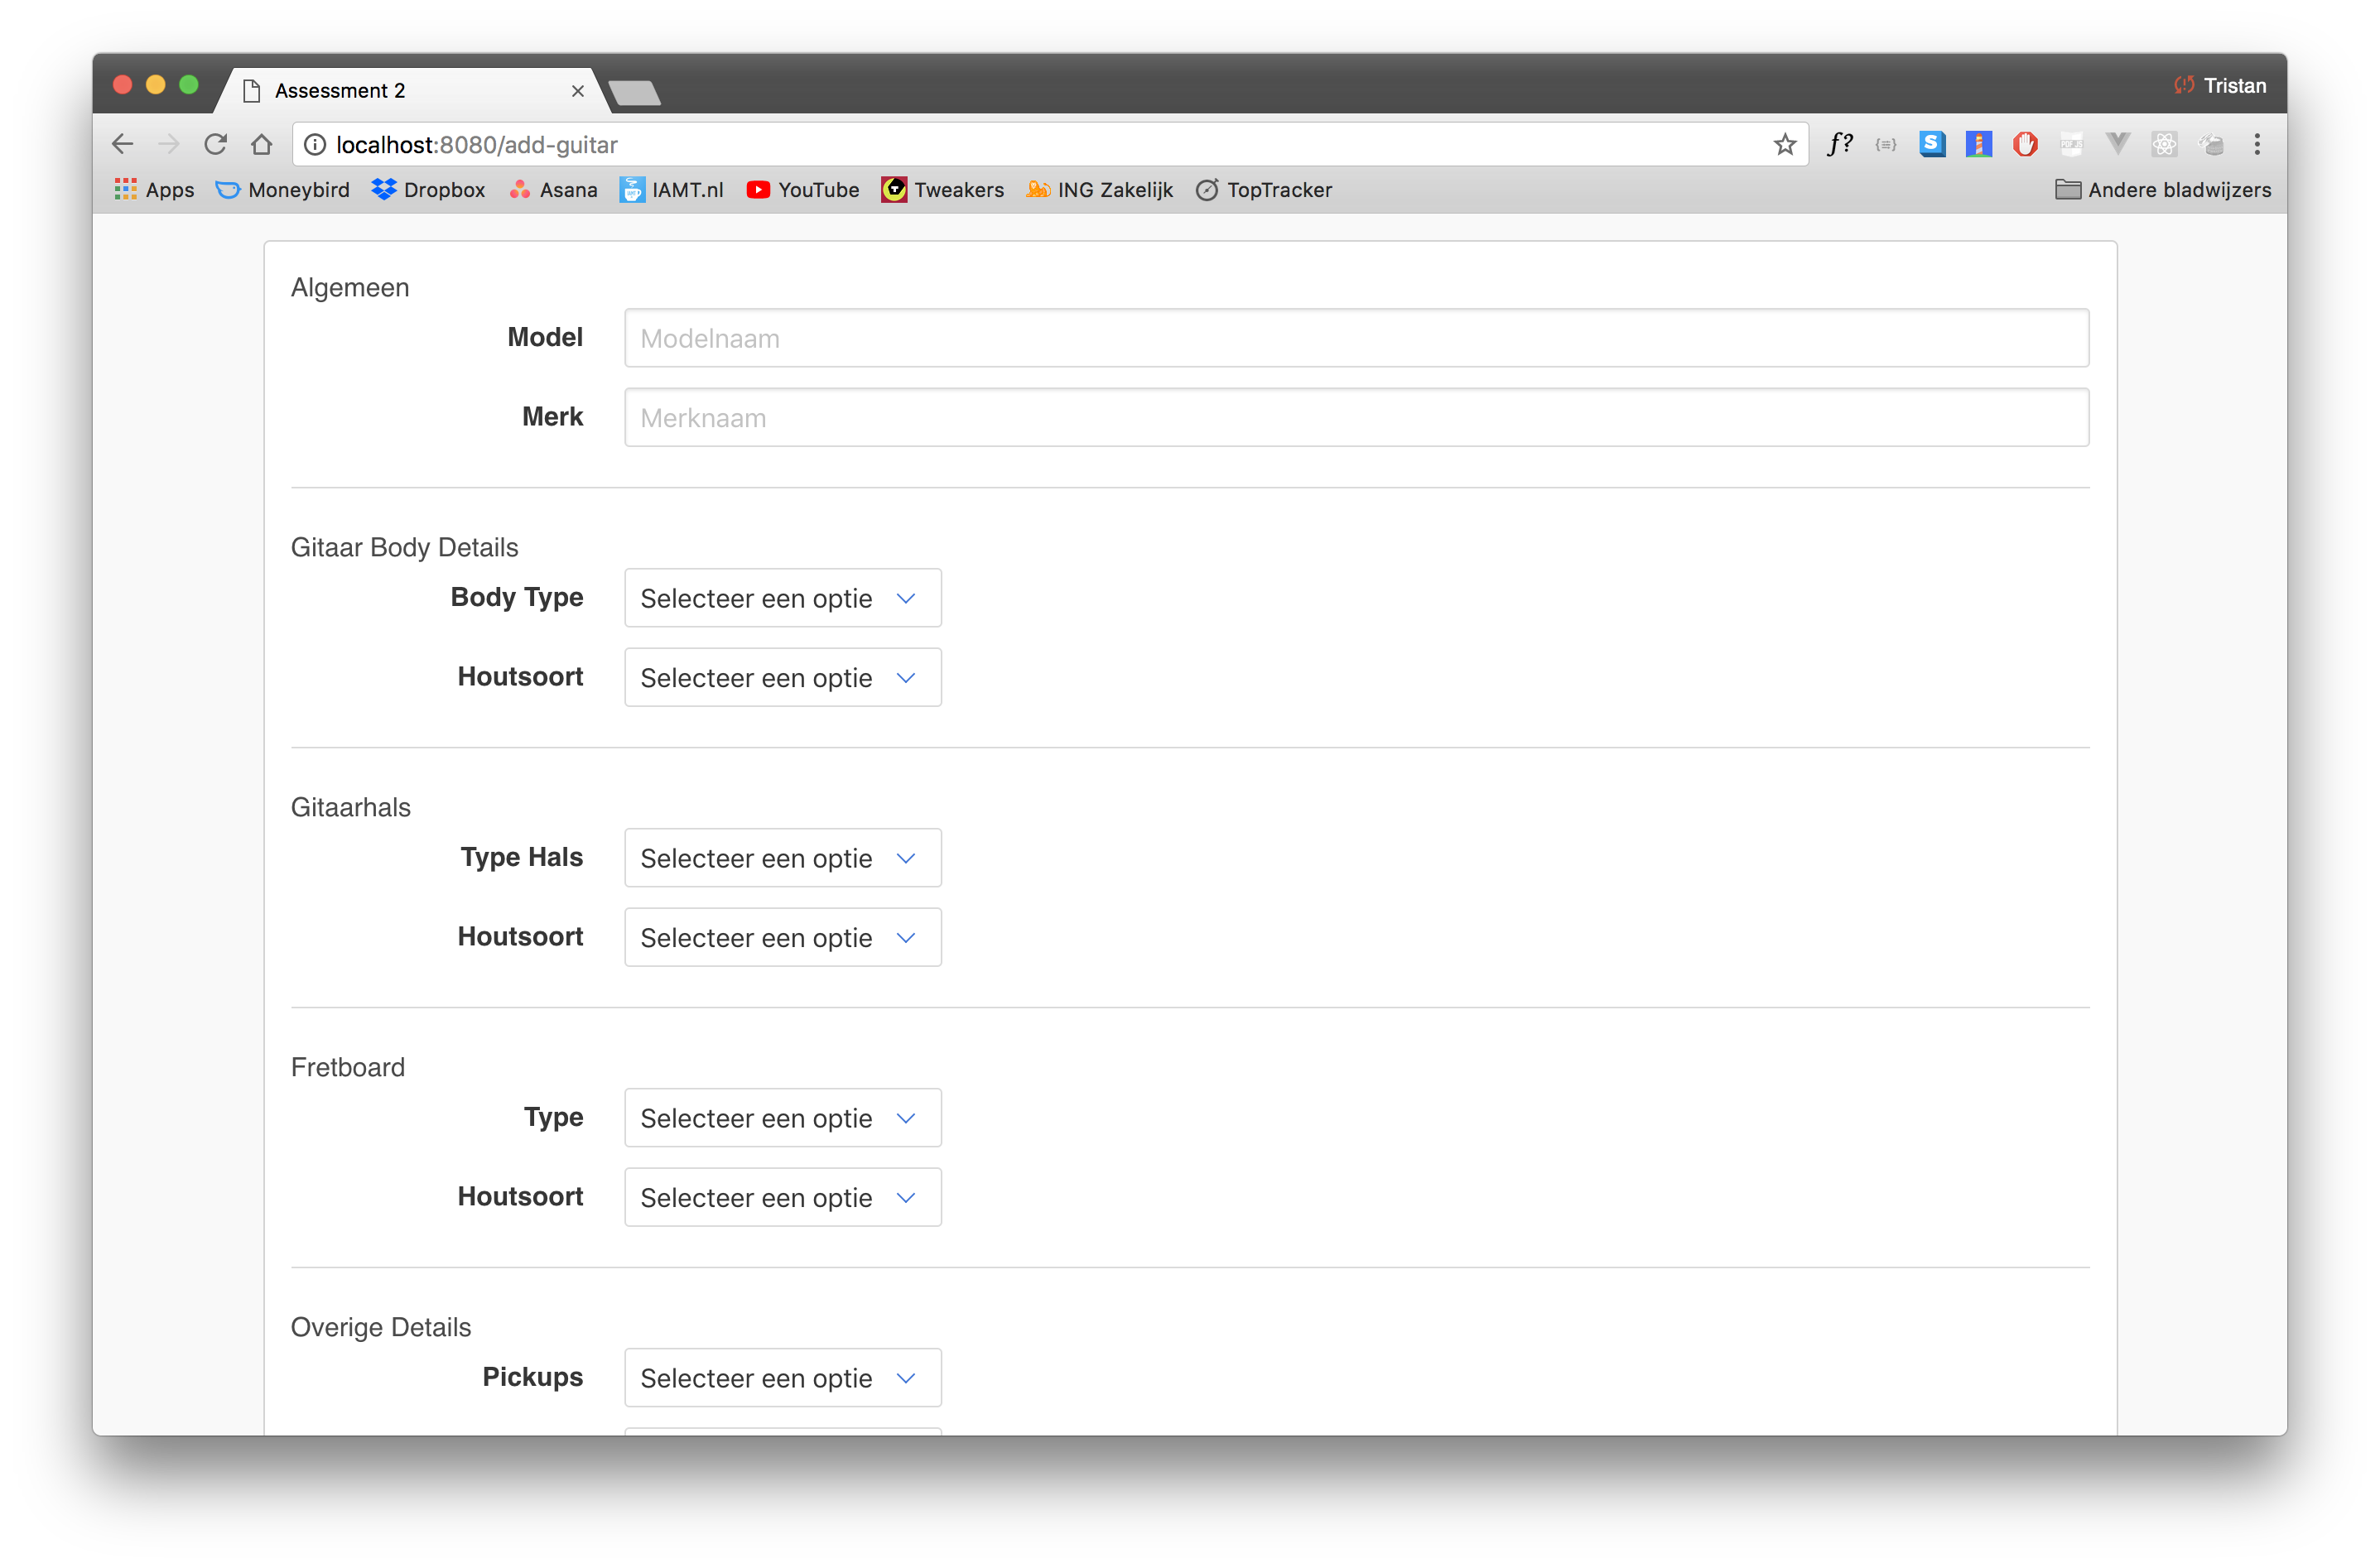 Assessment 2
Tristan
localhost:8080/add-guitar
f?
Apps Moneybird Dropbox Asana IAMT.nl YouTube Tweakers ING Zakelijk TopTracker Andere bladwijzers
Algemeen
Model Modelnaam
Merk Merknaam
Gitaar Body Details
Body Type Selecteer een optie
Houtsoort Selecteer een optie
Gitaarhals
Type Hals Selecteer een optie
Houtsoort Selecteer een optie
Fretboard
Type Selecteer een optie
Houtsoort Selecteer een optie
Overige Details
Pickups Selecteer een optie